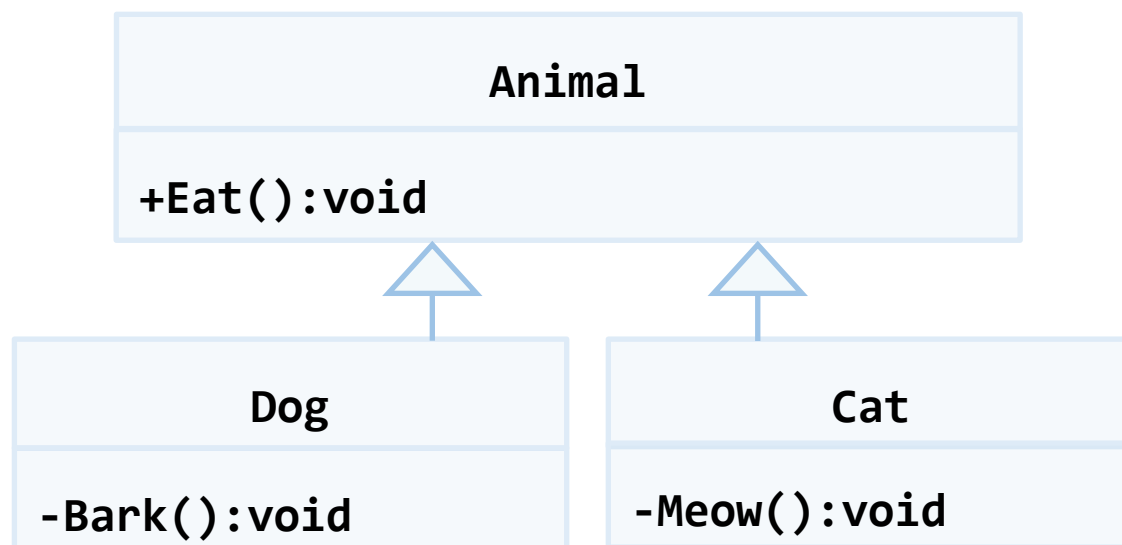 Animal
+Eat():void
Dog
-Bark():void
Cat
-Meow():void